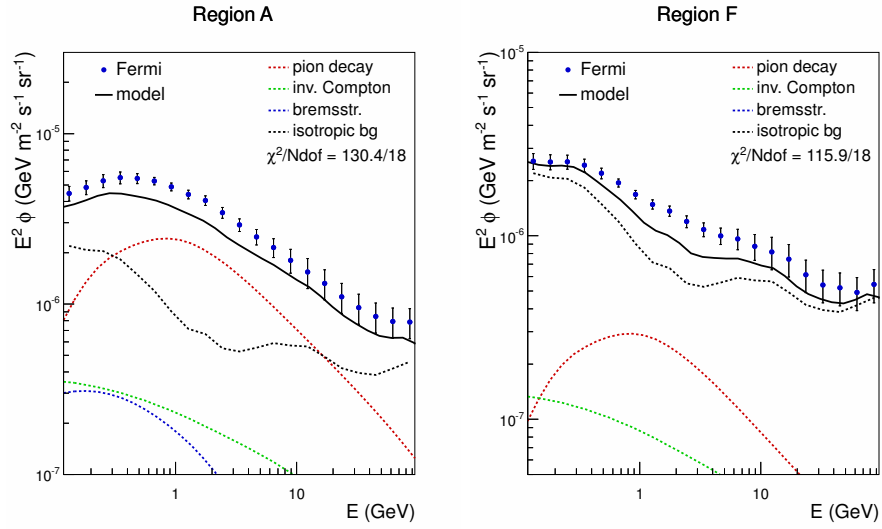 Region A
Fermi
model
pion decay
inv. Compton
bremsstr.
isotropic bg
χ²/Ndof = 130.4/18
E² ϕ (GeV m⁻² s⁻¹ sr⁻¹)
10⁻⁵
10⁻⁶
10⁻⁷
1
10
E (GeV)
Region F
Fermi
model
pion decay
inv. Compton
bremsstr.
isotropic bg
χ²/Ndof = 115.9/18
E² ϕ (GeV m⁻² s⁻¹ sr⁻¹)
10⁻⁵
10⁻⁶
10⁻⁷
1
10
E (GeV)